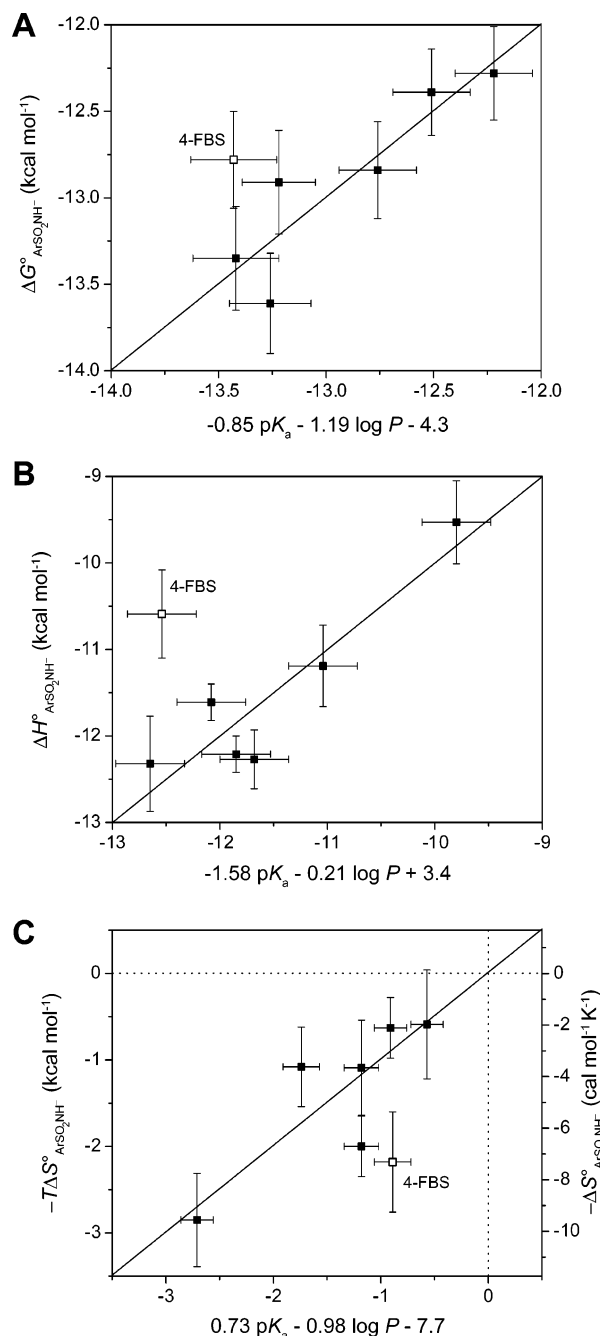 A
-12.0
-12.5
-13.0
-13.5
-14.0
ΔG°ArSO₂NH⁻ (kcal mol⁻¹)
4-FBS
-14.0 -13.5 -13.0 -12.5 -12.0
-0.85 pKₐ - 1.19 log P - 4.3
B
-9
-10
-11
-12
-13
ΔH°ArSO₂NH⁻ (kcal mol⁻¹)
4-FBS
-13 -12 -11 -10 -9
-1.58 pKₐ - 0.21 log P + 3.4
C
0
-1
-2
-3
–TΔS°ArSO₂NH⁻ (kcal mol⁻¹)
4-FBS
0
-2
-4
-6
-8
-10
–ΔS°ArSO₂NH⁻ (cal mol⁻¹ K⁻¹)
-3 -2 -1 0
0.73 pKₐ - 0.98 log P - 7.7